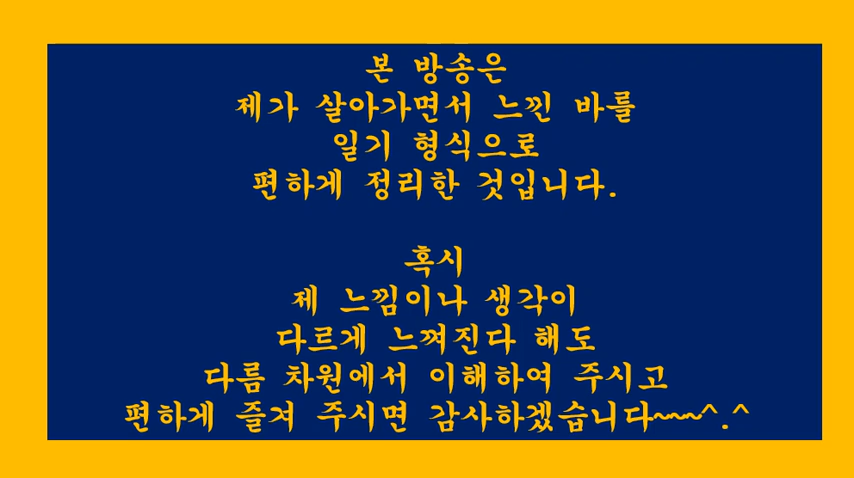 본 방송은
제가 살아가면서 느낀 바를
일기 형식으로
편하게 정리한 것입니다.
혹시
제 느낌이나 생각이
다르게 느껴진다 해도
다름 차원에서 이해하여 주시고
편하게 즐겨 주시면 감사하겠습니다~~~^.^